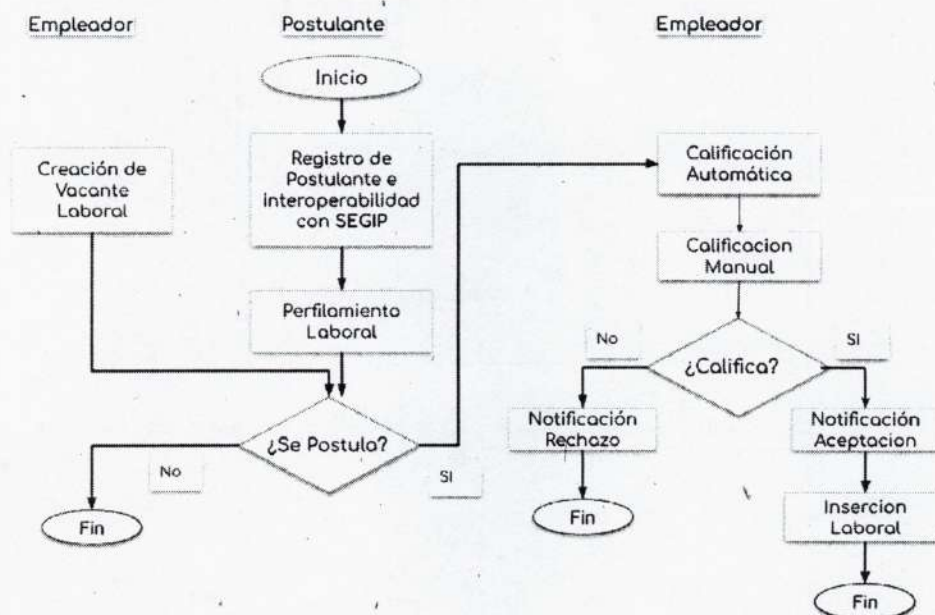 Empleador
Postulante
Empleador
Inicio
Creación de
Vacante
Laboral
Registro de
Postulante e
interoperabilidad
con SEGIP
Perfilamiento
Laboral
¿Se Postula?
No
SI
Fin
Calificación
Automática
Calificacion
Manual
¿Califica?
No
SI
Notificación
Rechazo
Fin
Notificación
Aceptacion
Insercion
Laboral
Fin